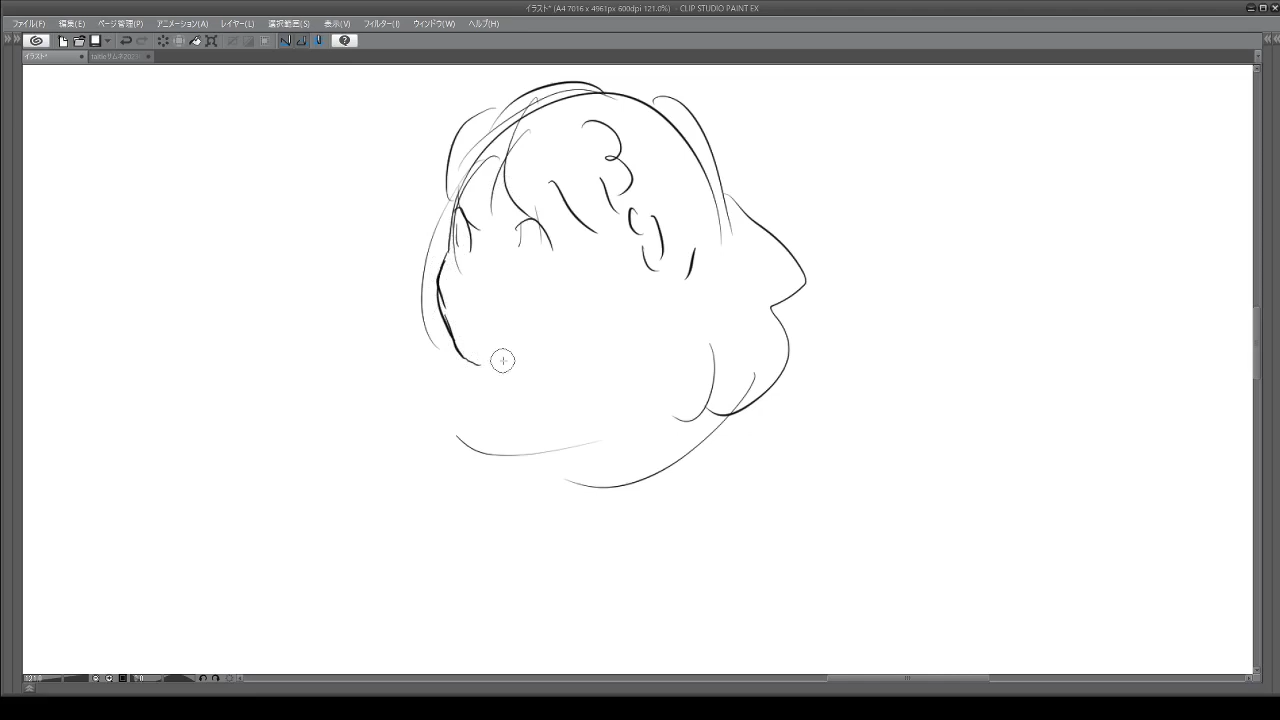 イラスト* (A4 7016 x 4961px 600dpi 121.0%) - CLIP STUDIO PAINT EX
ファイル(F) 編集(E) ページ管理(P) アニメーション(A) レイヤー(L) 選択範囲(S) 表示(V) フィルター(I) ウィンドウ(W) ヘルプ(H)
イラスト*